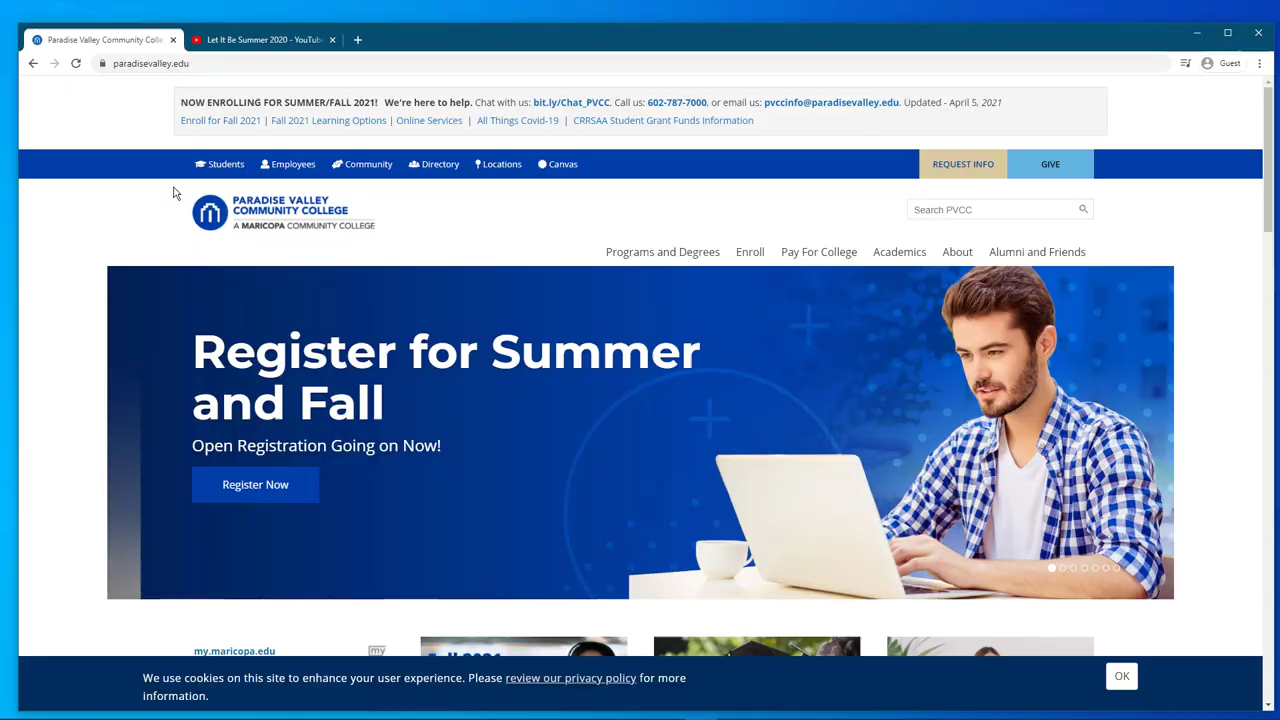 Paradise Valley Community Colle
Let It Be Summer 2020 - YouTub
paradisevalley.edu
Guest
NOW ENROLLING FOR SUMMER/FALL 2021! We're here to help. Chat with us: bit.ly/Chat_PVCC, Call us: 602-787-7000, or email us: pvccinfo@paradisevalley.edu. Updated - April 5, 2021
Enroll for Fall 2021 | Fall 2021 Learning Options | Online Services | All Things Covid-19 | CRRSAA Student Grant Funds Information
Students Employees Community Directory Locations Canvas REQUEST INFO GIVE
PARADISE VALLEY
COMMUNITY COLLEGE
A MARICOPA COMMUNITY COLLEGE
Search PVCC
Programs and Degrees Enroll Pay For College Academics About Alumni and Friends
Register for Summer
and Fall
Open Registration Going on Now!
Register Now
my.maricopa.edu
my
We use cookies on this site to enhance your user experience. Please review our privacy policy for more
information.
OK